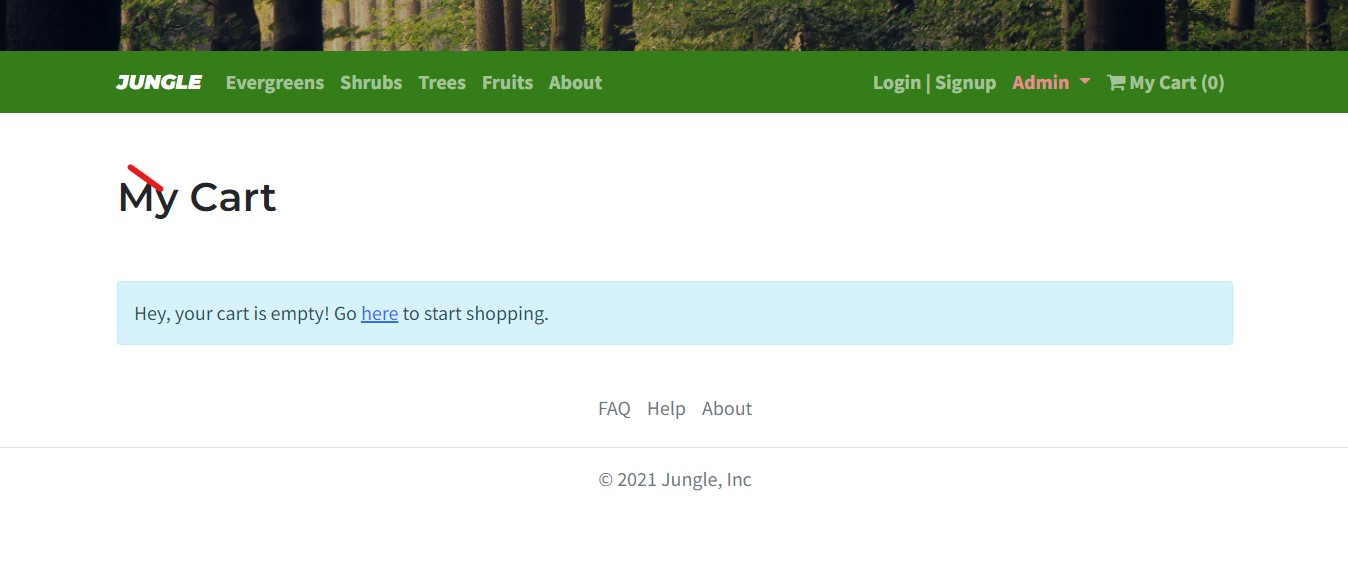 JUNGLE Evergreens Shrubs Trees Fruits About Login | Signup Admin My Cart (0)
My Cart
Hey, your cart is empty! Go here to start shopping.
FAQ Help About
© 2021 Jungle, Inc